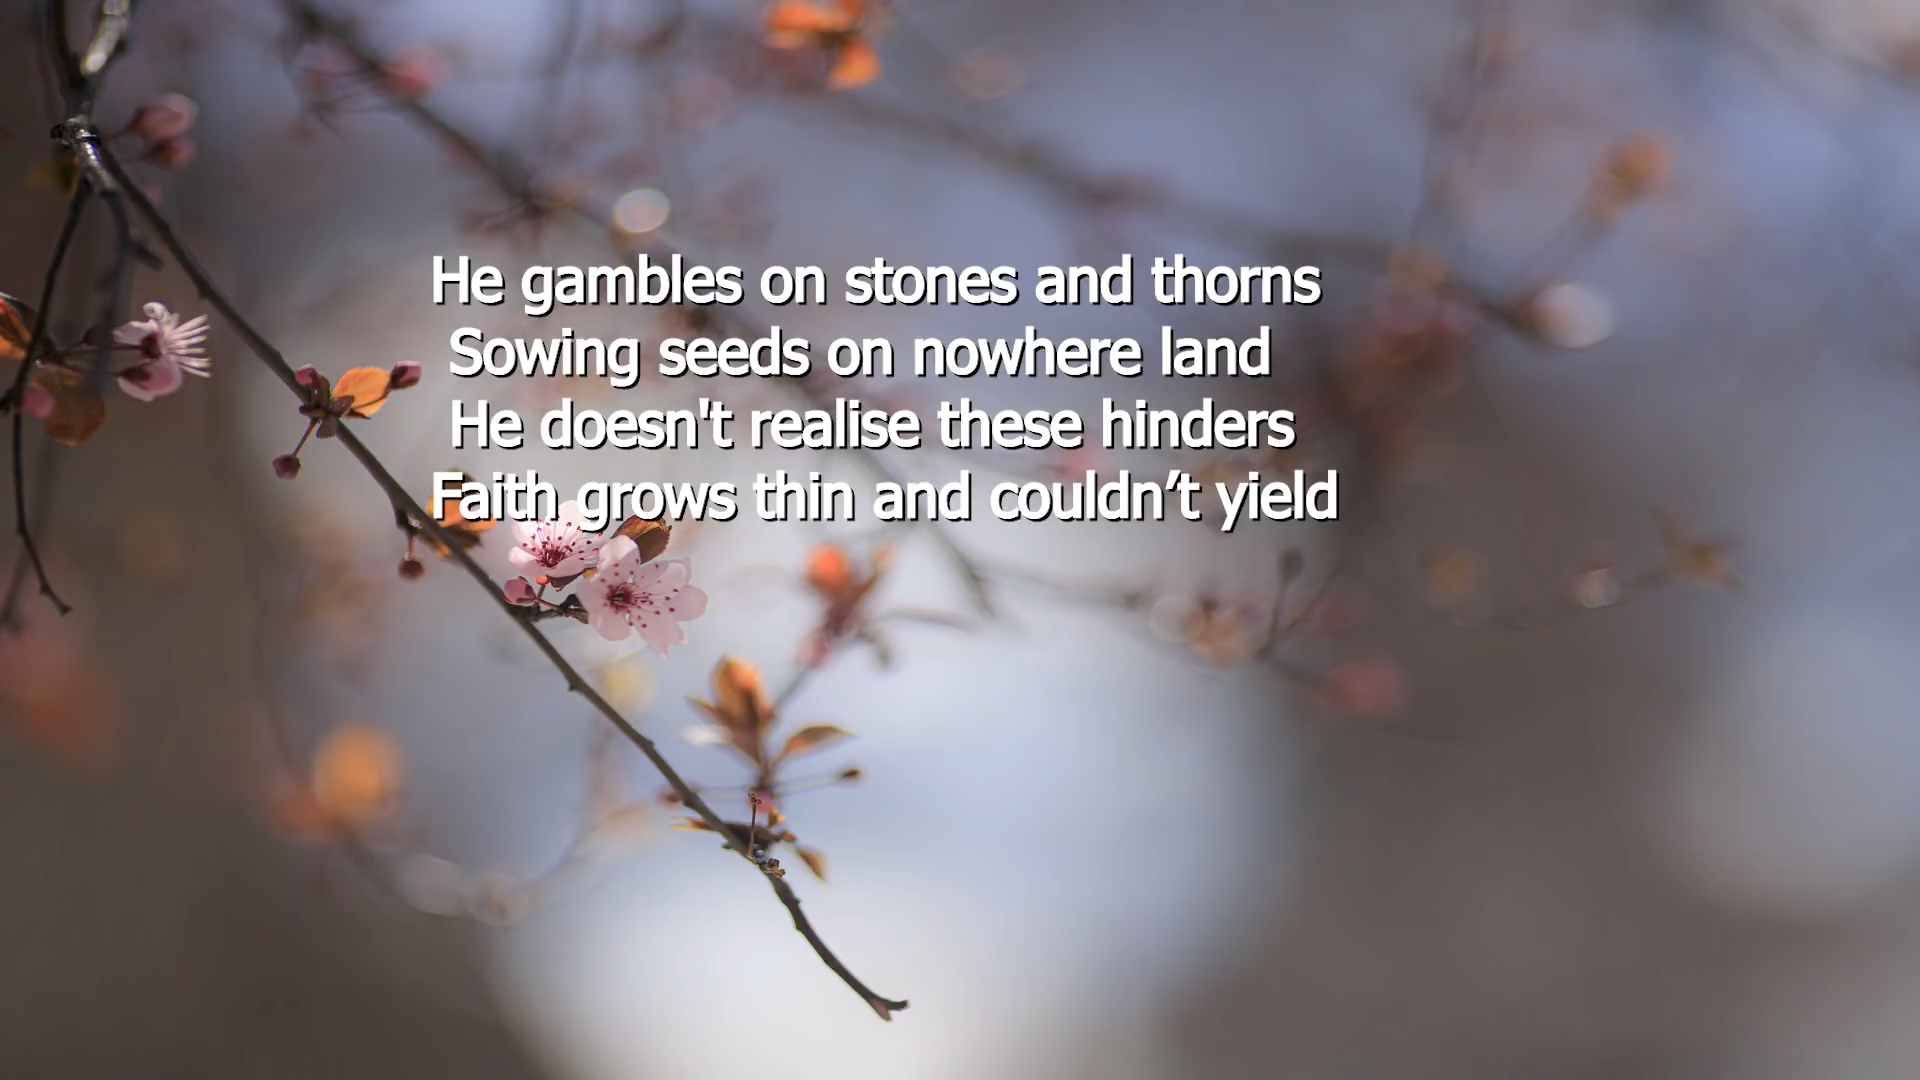 He gambles on stones and thorns
Sowing seeds on nowhere land
He doesn't realise these hinders
Faith grows thin and couldn’t yield